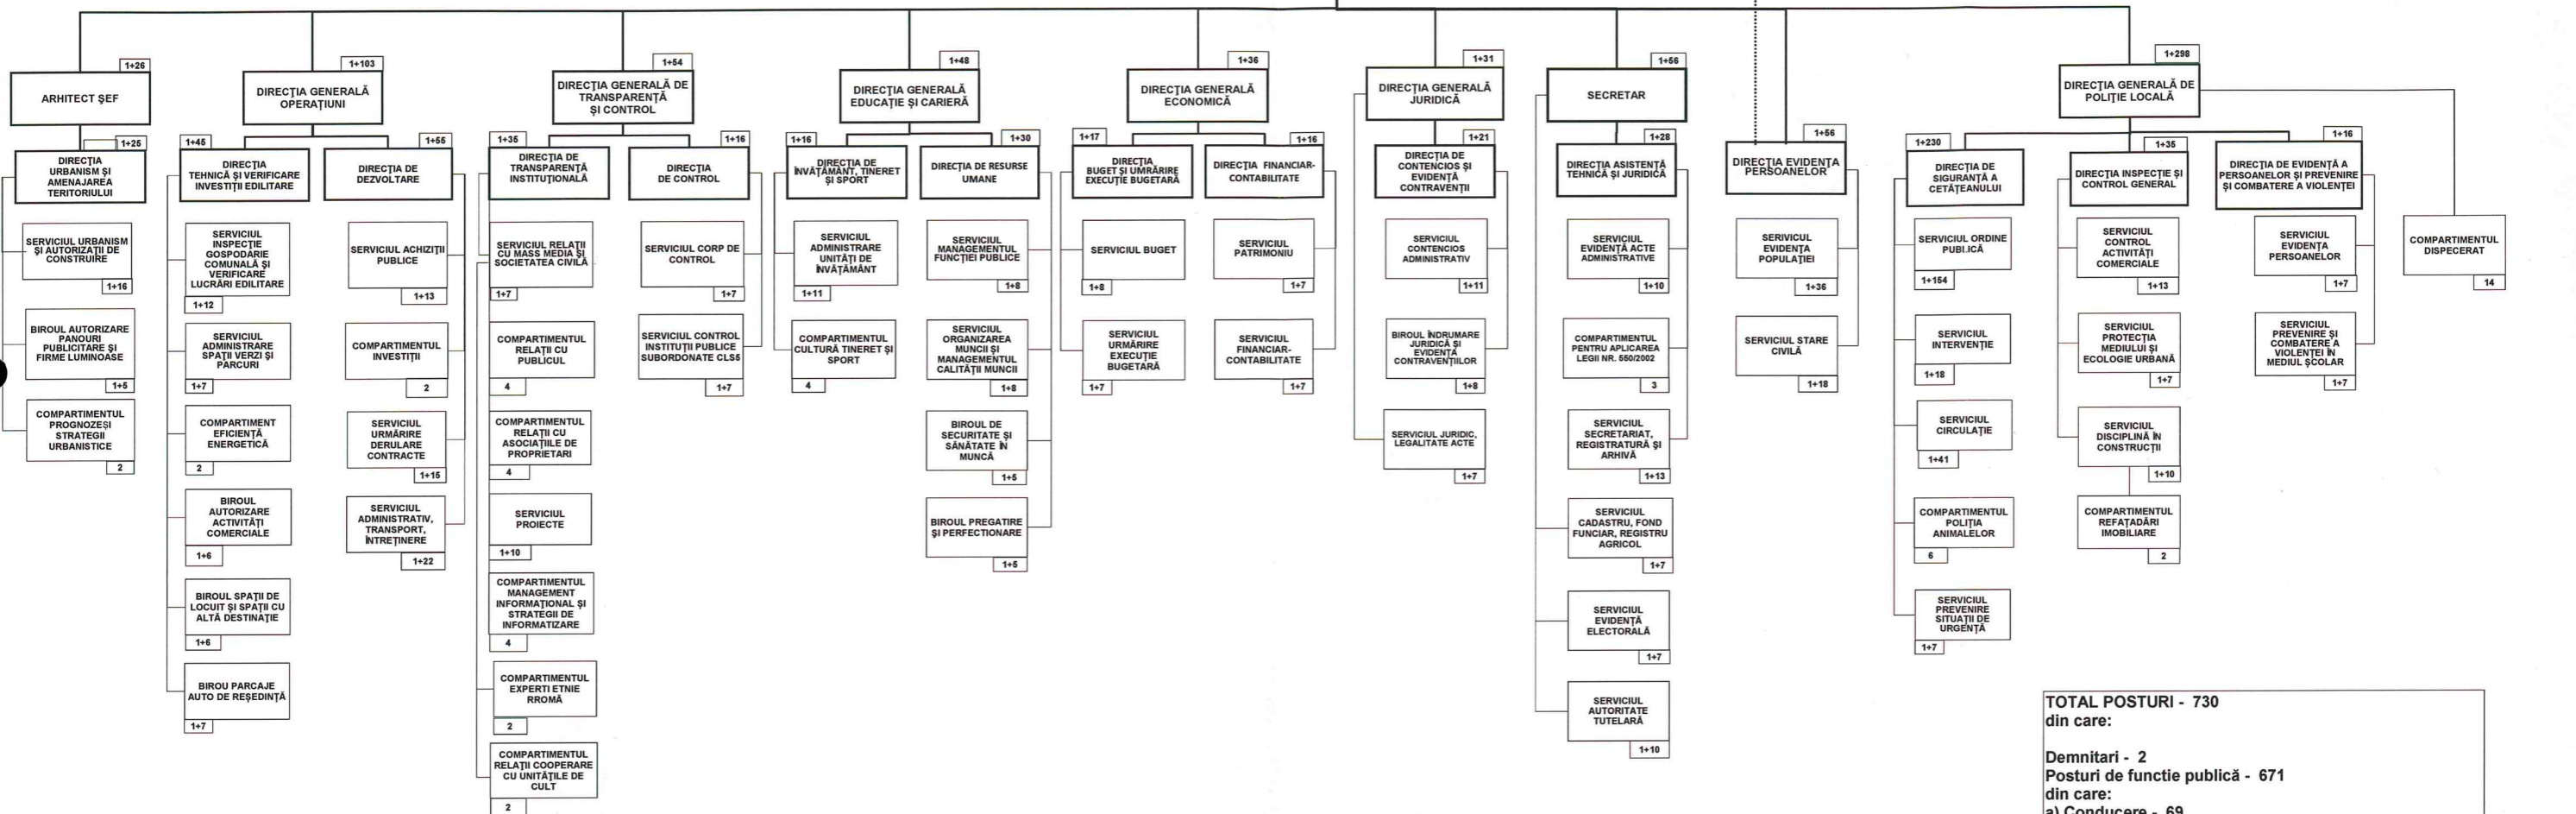 1+26
ARHITECT ŞEF
1+25
DIRECŢIA
URBANISM ŞI
AMENAJAREA
TERITORIULUI
SERVICIUL URBANISM
ŞI AUTORIZAŢII DE
CONSTRUIRE
1+16
BIROUL AUTORIZARE
PANOURI
PUBLICITARE ŞI
FIRME LUMINOASE
1+5
COMPARTIMENTUL
PROGNOZEŞI
STRATEGII
URBANISTICE
2
1+103
DIRECŢIA GENERALĂ
OPERAŢIUNI
1+45
DIRECŢIA
TEHNICĂ ŞI VERIFICARE
INVESTIŢII EDILITARE
SERVICIUL
INSPECŢIE
GOSPODARIE
COMUNALĂ ŞI
VERIFICARE
LUCRĂRI EDILITARE
1+12
SERVICIUL
ADMINISTRARE
SPAŢII VERZI ŞI
PARCURI
1+7
COMPARTIMENT
EFICIENŢĂ
ENERGETICĂ
2
BIROUL
AUTORIZARE
ACTIVITĂŢI
COMERCIALE
1+6
BIROUL SPAŢII DE
LOCUIT ŞI SPAŢII CU
ALTĂ DESTINAŢIE
1+6
BIROU PARCAJE
AUTO DE REŞEDINŢĂ
1+7
1+55
DIRECŢIA DE
DEZVOLTARE
SERVICIUL ACHIZIŢII
PUBLICE
1+13
COMPARTIMENTUL
INVESTIŢII
2
SERVICIUL
URMĂRIRE
DERULARE
CONTRACTE
1+15
SERVICIUL
ADMINISTRATIV,
TRANSPORT,
ÎNTREŢINERE
1+22
1+54
DIRECŢIA GENERALĂ DE
TRANSPARENŢĂ
ŞI CONTROL
1+35
DIRECŢIA DE
TRANSPARENŢĂ
INSTITUŢIONALĂ
SERVICIUL RELAŢII
CU MASS MEDIA ŞI
SOCIETATEA CIVILĂ
1+7
COMPARTIMENTUL
RELAŢII CU
PUBLICUL
4
COMPARTIMENTUL
RELAŢII CU
ASOCIAŢIILE DE
PROPRIETARI
4
SERVICIUL
PROIECTE
1+10
COMPARTIMENTUL
MANAGEMENT
INFORMAŢIONAL ŞI
STRATEGII DE
INFORMATIZARE
4
COMPARTIMENTUL
EXPERTI ETNIE
RROMĂ
2
COMPARTIMENTUL
RELAŢII COOPERARE
CU UNITĂŢILE DE
CULT
2
1+16
DIRECŢIA
DE CONTROL
SERVICIUL CORP DE
CONTROL
1+7
SERVICIUL CONTROL
INSTITUŢII PUBLICE
SUBORDONATE CLS5
1+7
1+48
DIRECŢIA GENERALĂ
EDUCAŢIE ŞI CARIERĂ
1+16
DIRECŢIA DE
ÎNVĂŢĂMÂNT, TINERET
ŞI SPORT
SERVICIUL
ADMINISTRARE
UNITĂŢI DE
ÎNVĂŢĂMÂNT
1+11
COMPARTIMENTUL
CULTURĂ TINERET ŞI
SPORT
4
1+30
DIRECŢIA DE RESURSE
UMANE
SERVICIUL
MANAGEMENTUL
FUNCŢIEI PUBLICE
1+8
SERVICIUL
ORGANIZAREA
MUNCII ŞI
MANAGEMENTUL
CALITĂŢII MUNCII
1+8
BIROUL DE
SECURITATE ŞI
SĂNĂTATE ÎN
MUNCĂ
1+5
BIROUL PREGATIRE
ŞI PERFECTIONARE
1+5
1+36
DIRECŢIA GENERALĂ
ECONOMICĂ
1+17
DIRECŢIA
BUGET ŞI UMRĂRIRE
EXECUŢIE BUGETARĂ
SERVICIUL BUGET
1+8
SERVICIUL
URMĂRIRE
EXECUŢIE
BUGETARĂ
1+7
1+16
DIRECŢIA FINANCIAR-
CONTABILITATE
SERVICIUL
PATRIMONIU
1+7
SERVICIUL
FINANCIAR-
CONTABILITATE
1+7
1+31
DIRECŢIA GENERALĂ
JURIDICĂ
1+21
DIRECŢIA DE
CONTENCIOS ŞI
EVIDENŢĂ
CONTRAVENŢII
SERVICIUL
CONTENCIOS
ADMINISTRATIV
1+11
BIROUL ÎNDRUMARE
JURIDICĂ ŞI
EVIDENŢA
CONTRAVENŢIILOR
1+8
SERVICIUL JURIDIC,
LEGALITATE ACTE
1+7
1+56
SECRETAR
1+28
DIRECŢIA ASISTENŢĂ
TEHNICĂ ŞI JURIDICĂ
SERVICIUL
EVIDENŢĂ ACTE
ADMINISTRATIVE
1+10
COMPARTIMENTUL
PENTRU APLICAREA
LEGII NR. 550/2002
3
SERVICIUL
SECRETARIAT,
REGISTRATURĂ ŞI
ARHIVĂ
1+13
SERVICIUL
CADASTRU, FOND
FUNCIAR, REGISTRU
AGRICOL
1+7
SERVICIUL
EVIDENŢĂ
ELECTORALĂ
1+7
SERVICIUL
AUTORITATE
TUTELARĂ
1+10
1+56
DIRECŢIA EVIDENŢA
PERSOANELOR
SERVICUL
EVIDENŢA
POPULAŢIEI
1+36
SERVICIUL STARE
CIVILĂ
1+18
1+298
DIRECŢIA GENERALĂ DE
POLIŢIE LOCALĂ
1+230
DIRECŢIA DE
SIGURANŢĂ A
CETĂŢEANULUI
SERVICIUL ORDINE
PUBLICĂ
1+154
SERVICIUL
INTERVENŢIE
1+18
SERVICIUL
CIRCULAŢIE
1+41
COMPARTIMENTUL
POLIŢIA
ANIMALELOR
6
SERVICIUL
PREVENIRE
SITUAŢII DE
URGENŢĂ
1+7
1+35
DIRECŢIA INSPECŢIE ŞI
CONTROL GENERAL
SERVICIUL
CONTROL
ACTIVITĂŢI
COMERCIALE
1+13
SERVICIUL
PROTECŢIA
MEDIULUI ŞI
ECOLOGIE URBANĂ
1+7
SERVICIUL
DISCIPLINĂ ÎN
CONSTRUCŢII
1+10
COMPARTIMENTUL
REFAŢADĂRI
IMOBILIARE
2
1+16
DIRECŢIA DE EVIDENŢĂ A
PERSOANELOR ŞI PREVENIRE
ŞI COMBATERE A VIOLENŢEI
SERVICIUL
EVIDENŢA
PERSOANELOR
1+7
SERVICIUL
PREVENIRE ŞI
COMBATERE A
VIOLENŢEI ÎN
MEDIUL ŞCOLAR
1+7
COMPARTIMENTUL
DISPECERAT
14
TOTAL POSTURI - 730
din care:
Demnitari - 2
Posturi de functie publică - 671
din care:
a) Conducere - 69